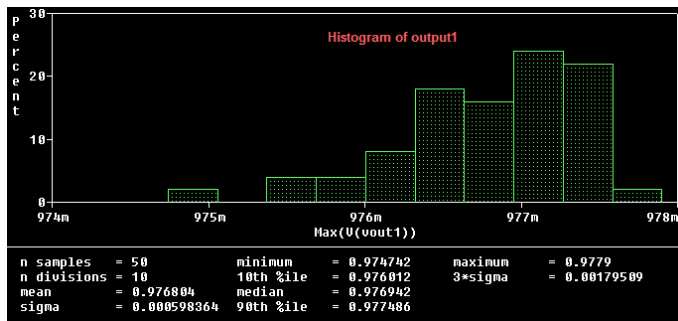 Percent
30
20
10
0
Histogram of output1
974m 975m 976m 977m 978m
Max(V(vout1))
n samples = 50 minimum = 0.974742 maximum = 0.9779
n divisions = 10 10th %ile = 0.976012 3*sigma = 0.00179509
mean = 0.976804 median = 0.976942
sigma = 0.000598364 90th %ile = 0.977486